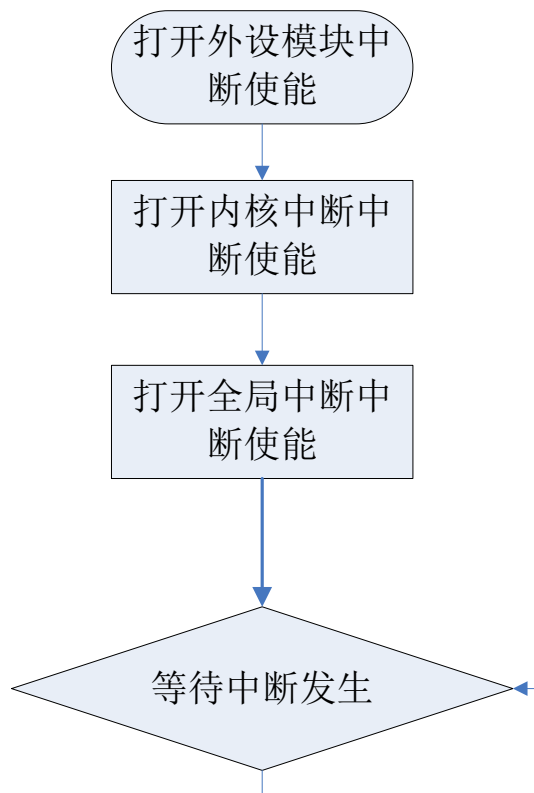 打开外设模块中
断使能
打开内核中断中
断使能
打开全局中断中
断使能
等待中断发生